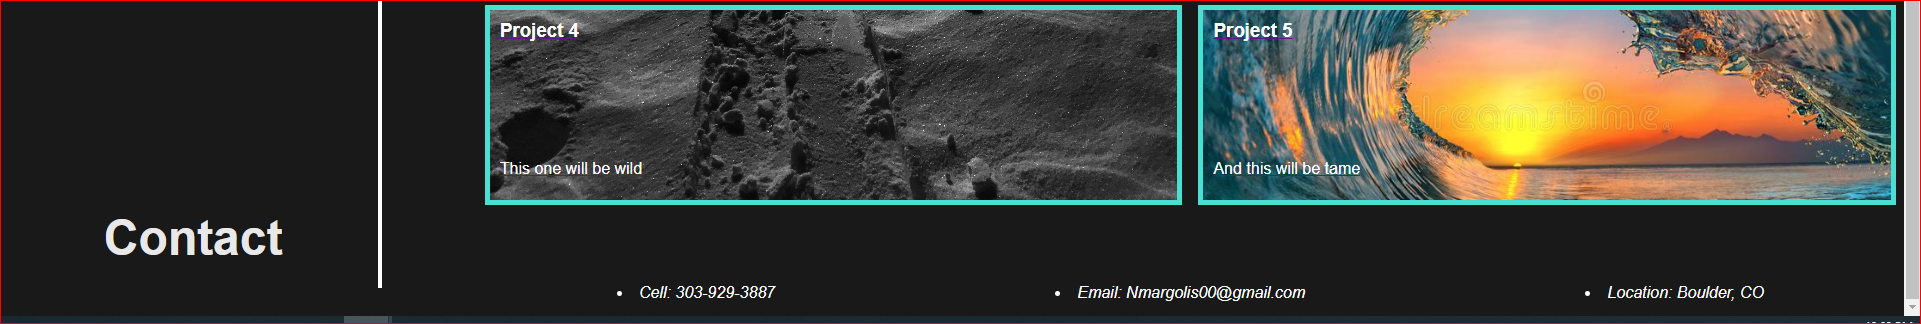 Project 4
Project 5
dreamstime
This one will be wild
And this will be tame
Contact
Cell: 303-929-3887
Email: Nmargolis00@gmail.com
Location: Boulder, CO